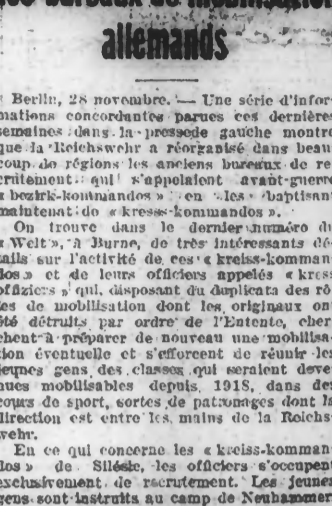 bureaux de mobilisation
allemands
Berlin, 28 novembre. — Une série d'infor
mations concordantes parues ces dernières
semaines dans la pressede gauche montre
que la Reichswehr a réorganisé dans beau
coup de régions les anciens bureaux de re
crutement qui s'appelaient avant-guerre
« bezirk-kommandos » en les baptisant
maintenat de « kresss-kommandos ».
On trouve dans le dernier numéro du
« Welt », à Burne, de très intéressants dé
tails sur l'activité de ces « kreiss-komman
dos » et de leurs officiers appelés « kress
offiziers » qui, disposant du duplicata des rô
les de mobilisation dont les originaux on
été détruits par ordre de l'Entente, cher
chent à préparer de nouveau une mobilisa
tion éventuelle et s'efforcent de réunir les
jeunes gens des classes qui seraient deve
nues mobilisables depuis 1918, dans des
cours de sport, sortes de patronages dont la
direction est entre les mains de la Reichs
wehr.
En ce qui concerne les « kreiss-komman
dos » de Silésie, les officiers s'occupent
exclusivement de recrutement. Les jeunes
gens sont instruits au camp de Neuhammer